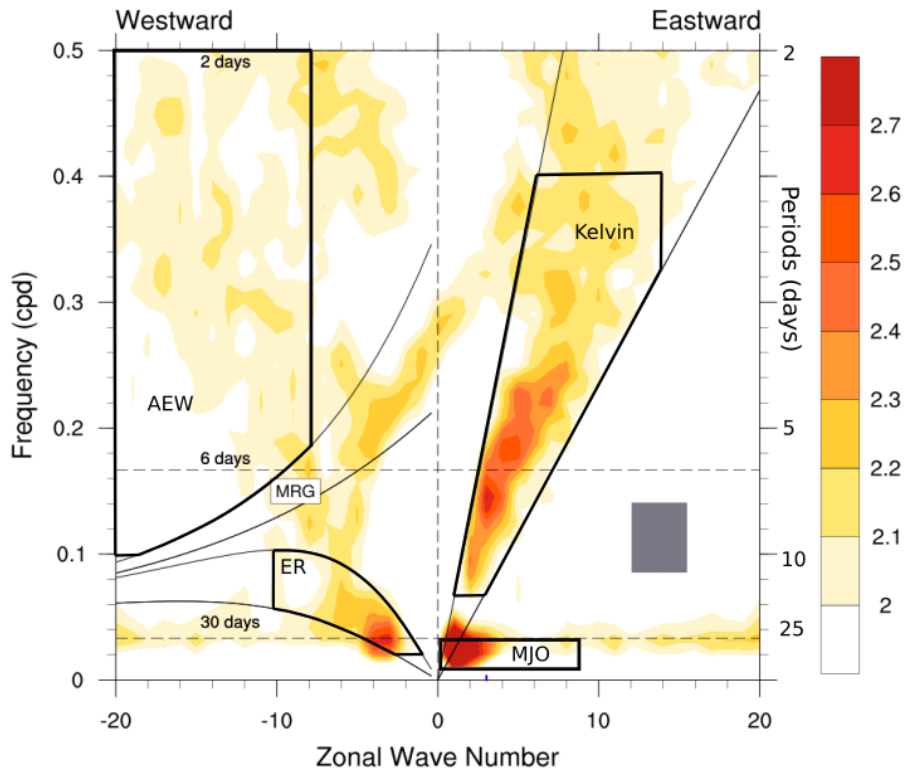 Westward Eastward
0.5 2 days 2
2.7
0.4 2.6
Periods (days)
Kelvin
2.5
Frequency (cpd)
0.3
2.4
AEW 2.3
0.2 5
6 days 2.2
MRG
2.1
0.1 10
ER
2
30 days 25
MJO
0
-20 -10 0 10 20
Zonal Wave Number